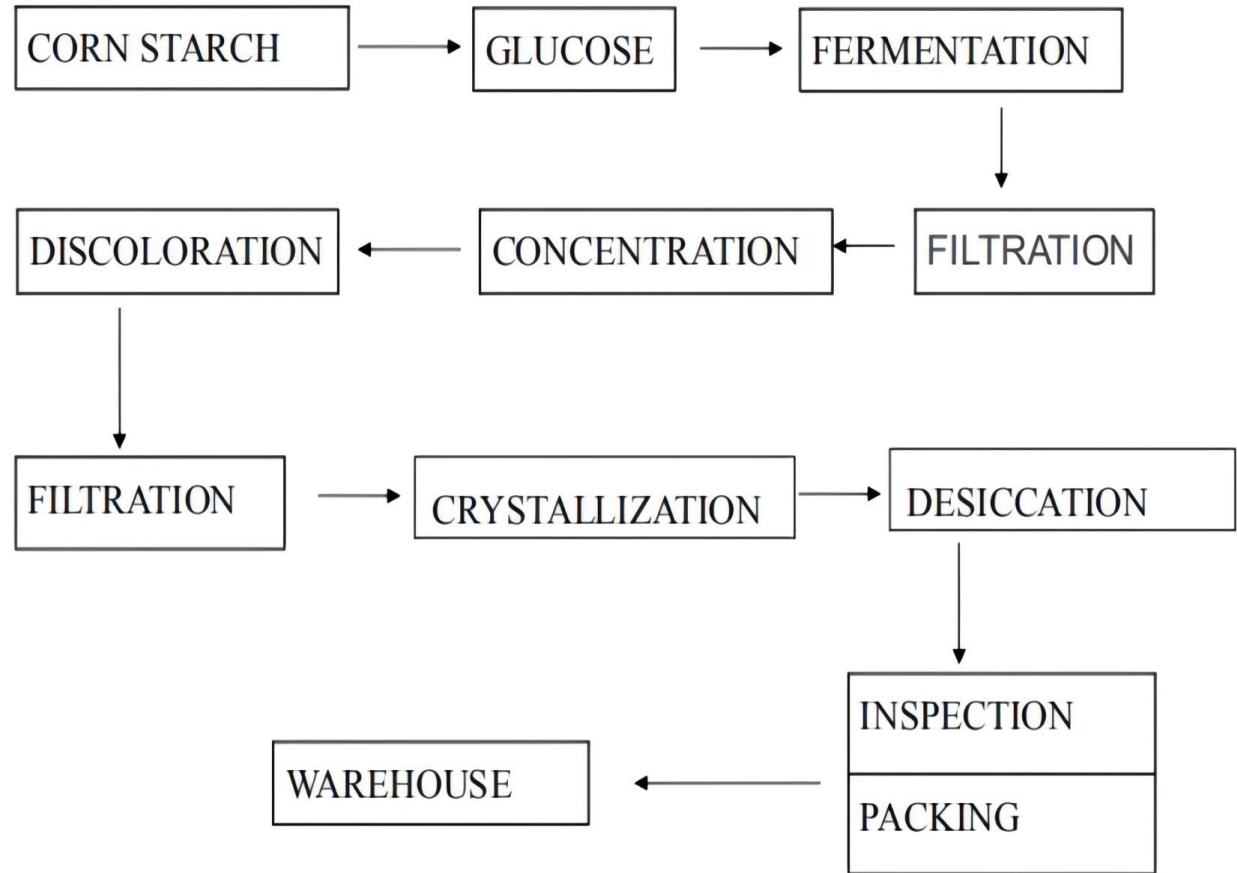 CORN STARCH
GLUCOSE
FERMENTATION
FILTRATION
CONCENTRATION
DISCOLORATION
FILTRATION
CRYSTALLIZATION
DESICCATION
INSPECTION
PACKING
WAREHOUSE